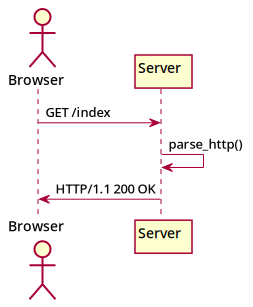 Browser
Server
GET /index
parse_http()
HTTP/1.1 200 OK
Browser
Server